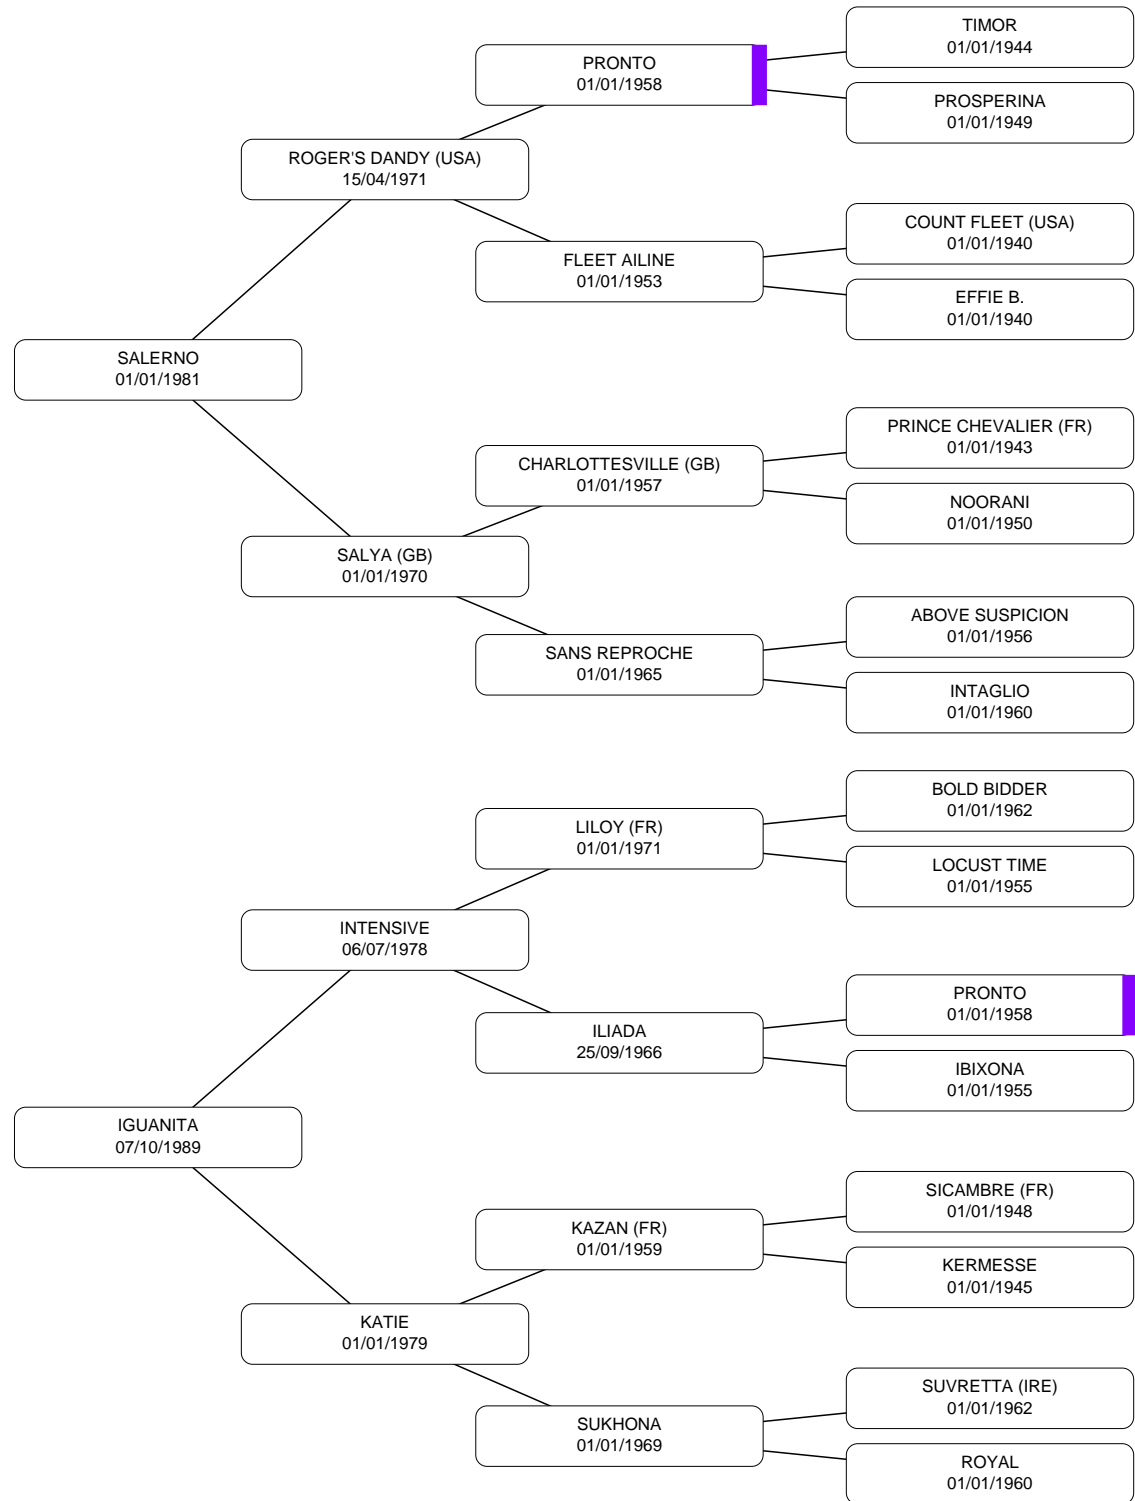 TIMOR
01/01/1944
PRONTO
01/01/1958
PROSPERINA
01/01/1949
ROGER'S DANDY (USA)
15/04/1971
COUNT FLEET (USA)
01/01/1940
FLEET AILINE
01/01/1953
EFFIE B.
01/01/1940
SALERNO
01/01/1981
PRINCE CHEVALIER (FR)
01/01/1943
CHARLOTTESVILLE (GB)
01/01/1957
NOORANI
01/01/1950
SALYA (GB)
01/01/1970
ABOVE SUSPICION
01/01/1956
SANS REPROCHE
01/01/1965
INTAGLIO
01/01/1960
BOLD BIDDER
01/01/1962
LILOY (FR)
01/01/1971
LOCUST TIME
01/01/1955
INTENSIVE
06/07/1978
PRONTO
01/01/1958
ILIADA
25/09/1966
IBIXONA
01/01/1955
IGUANITA
07/10/1989
SICAMBRE (FR)
01/01/1948
KAZAN (FR)
01/01/1959
KERMESSE
01/01/1945
KATIE
01/01/1979
SUVRETTA (IRE)
01/01/1962
SUKHONA
01/01/1969
ROYAL
01/01/1960